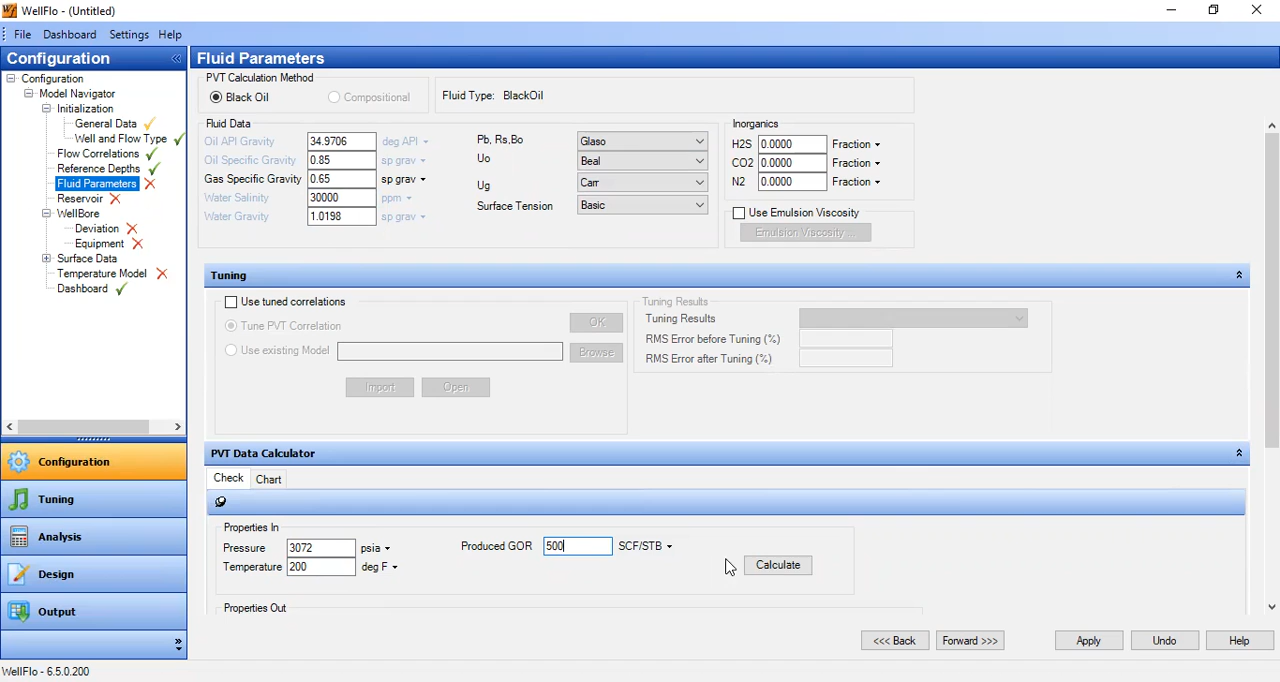 WellFlo - (Untitled)
File Dashboard Settings Help
Configuration «
Configuration
Model Navigator
Initialization
General Data
Well and Flow Type
Flow Correlations
Reference Depths
Fluid Parameters
Reservoir
WellBore
Deviation
Equipment
Surface Data
Temperature Model
Dashboard
Configuration
Tuning
Analysis
Design
Output
Fluid Parameters
PVT Calculation Method
Black Oil Compositional
Fluid Type: BlackOil
Fluid Data
Oil API Gravity 34.9706 deg API
Oil Specific Gravity 0.85 sp grav
Gas Specific Gravity 0.65 sp grav
Water Salinity 30000 ppm
Water Gravity 1.0198 sp grav
Pb, Rs,Bo Glaso
Uo Beal
Ug Carr
Surface Tension Basic
Inorganics
H2S 0.0000 Fraction
CO2 0.0000 Fraction
N2 0.0000 Fraction
Use Emulsion Viscosity
Emulsion Viscosity ...
Tuning
Use tuned correlations
Tune PVT Correlation OK
Use existing Model Browse
Import Open
Tuning Results
Tuning Results
RMS Error before Tuning (%)
RMS Error after Tuning (%)
PVT Data Calculator
Check Chart
Properties In
Pressure 3072 psia
Temperature 200 deg F
Produced GOR 500 SCF/STB
Calculate
Properties Out
<<< Back Forward >>> Apply Undo Help
WellFlo - 6.5.0.200